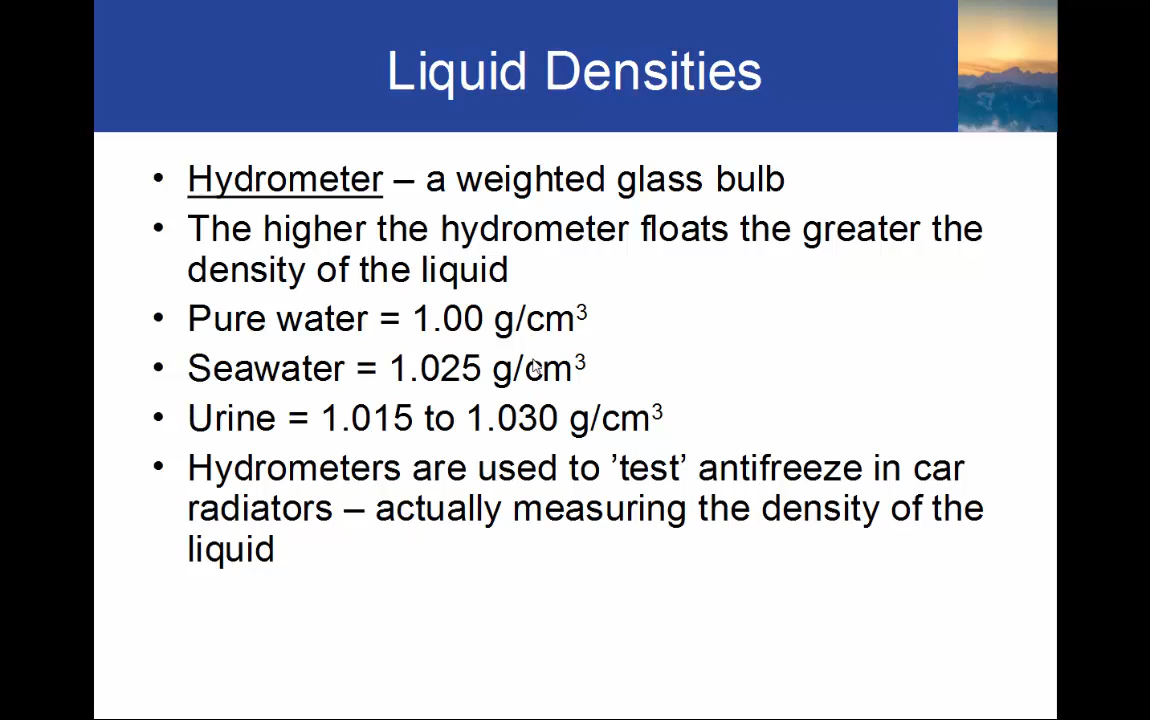 Liquid Densities
• Hydrometer – a weighted glass bulb
• The higher the hydrometer floats the greater the
density of the liquid
• Pure water = 1.00 g/cm³
• Seawater = 1.025 g/cm³
• Urine = 1.015 to 1.030 g/cm³
• Hydrometers are used to ’test’ antifreeze in car
radiators – actually measuring the density of the
liquid